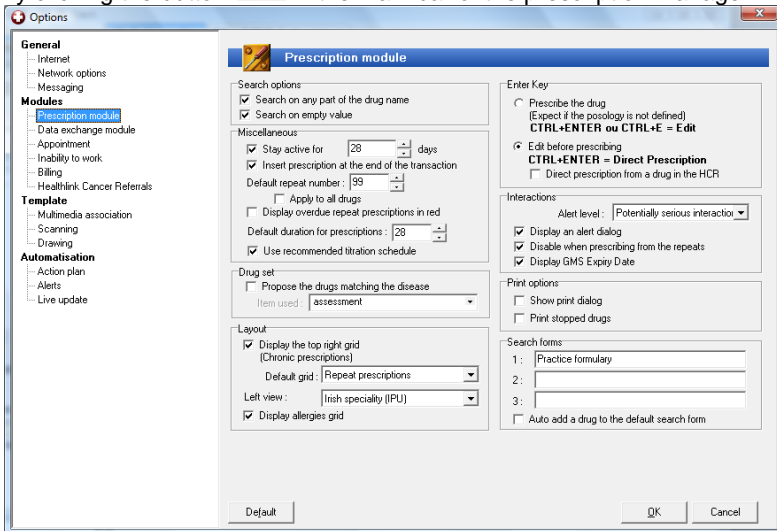 Options
General
Internet
Network options
Messaging
Modules
Prescription module
Data exchange module
Appointment
Inability to work
Billing
Healthlink Cancer Referrals
Template
Multimedia association
Scanning
Drawing
Automatisation
Action plan
Alerts
Live update
Prescription module
Search options
Search on any part of the drug name
Search on empty value
Miscellaneous
Stay active for 28 days
Insert prescription at the end of the transaction
Default repeat number : 99
Apply to all drugs
Display overdue repeat prescriptions in red
Default duration for prescriptions : 28
Use recommended titration schedule
Drug set
Propose the drugs matching the disease
Item used : assessment
Layout
Display the top right grid
(Chronic prescriptions)
Default grid : Repeat prescriptions
Left view : Irish speciality (IPU)
Display allergies grid
Enter Key
Prescribe the drug
(Expect if the posology is not defined)
CTRL+ENTER ou CTRL+E = Edit
Edit before prescribing
CTRL+ENTER = Direct Prescription
Direct prescription from a drug in the HCR
Interactions
Alert level : Potentially serious interaction
Display an alert dialog
Disable when prescribing from the repeats
Display GMS Expiry Date
Print options
Show print dialog
Print stopped drugs
Search forms
1 : Practice formulary
2 :
3 :
Auto add a drug to the default search form
Default
OK
Cancel